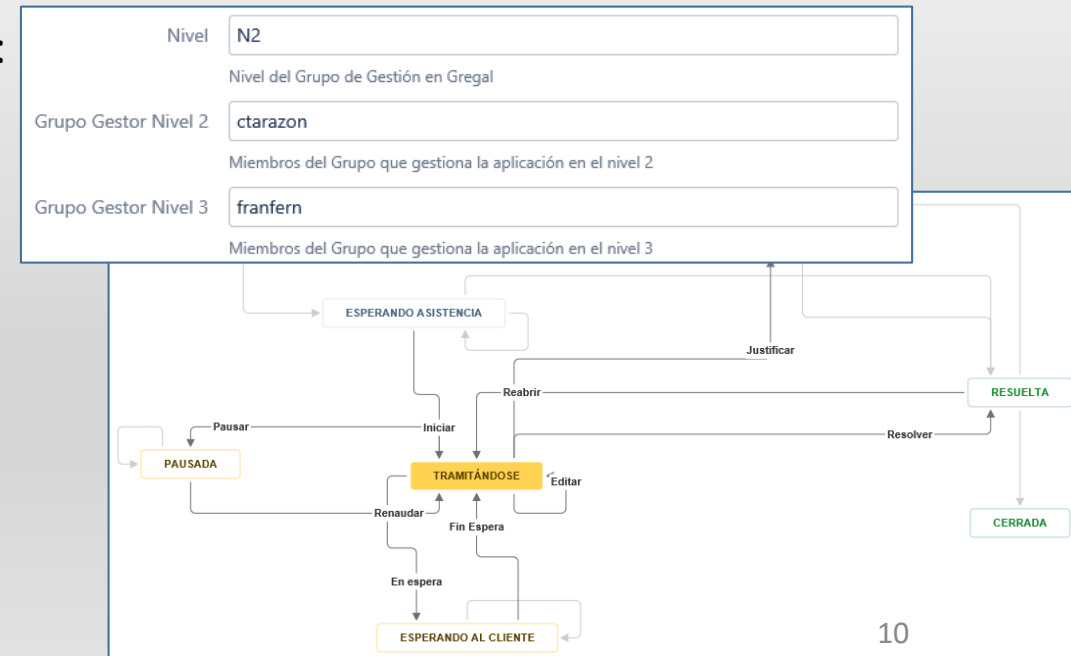 :
Nivel N2
Nivel del Grupo de Gestión en Gregal
Grupo Gestor Nivel 2 ctarazon
Miembros del Grupo que gestiona la aplicación en el nivel 2
Grupo Gestor Nivel 3 franfern
Miembros del Grupo que gestiona la aplicación en el nivel 3
ESPERANDO ASISTENCIA
Justificar
Reabrir
RESUELTA
Pausar
Iniciar
Resolver
PAUSADA
TRAMITÁNDOSE
Editar
Renaudar
Fin Espera
CERRADA
En espera
ESPERANDO AL CLIENTE
10